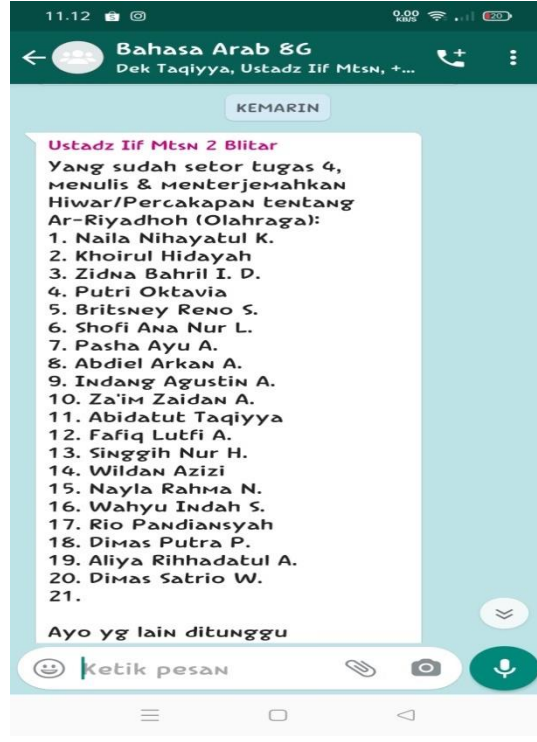 11.12
0.00
KB/S
20
Bahasa Arab 8G
Dek Taqiyya, Ustadz Iif MtsN, +...
KEMARIN
Ustadz Iif MtsN 2 Blitar
Yang sudah setor tugas 4,
menulis & menterjemahkan
Hiwar/Percakapan tentang
Ar-Riyadhoh (Olahraga):
1. Naila Nihayatul K.
2. Khoirul Hidayah
3. Zidna Bahril I. D.
4. Putri Oktavia
5. Britsney Reno S.
6. Shofi Ana Nur L.
7. Pasha Ayu A.
8. Abdiel Arkan A.
9. Indang Agustin A.
10. Za'im Zaidan A.
11. Abidatut Taqiyya
12. Fafiq Lutfi A.
13. Singgih Nur H.
14. Wildan Azizi
15. Nayla Rahma N.
16. Wahyu Indah S.
17. Rio Pandiansyah
18. Dimas Putra P.
19. Aliya Rihhadatul A.
20. Dimas Satrio W.
21.
Ayo yg lain ditunggu
Ketik pesan